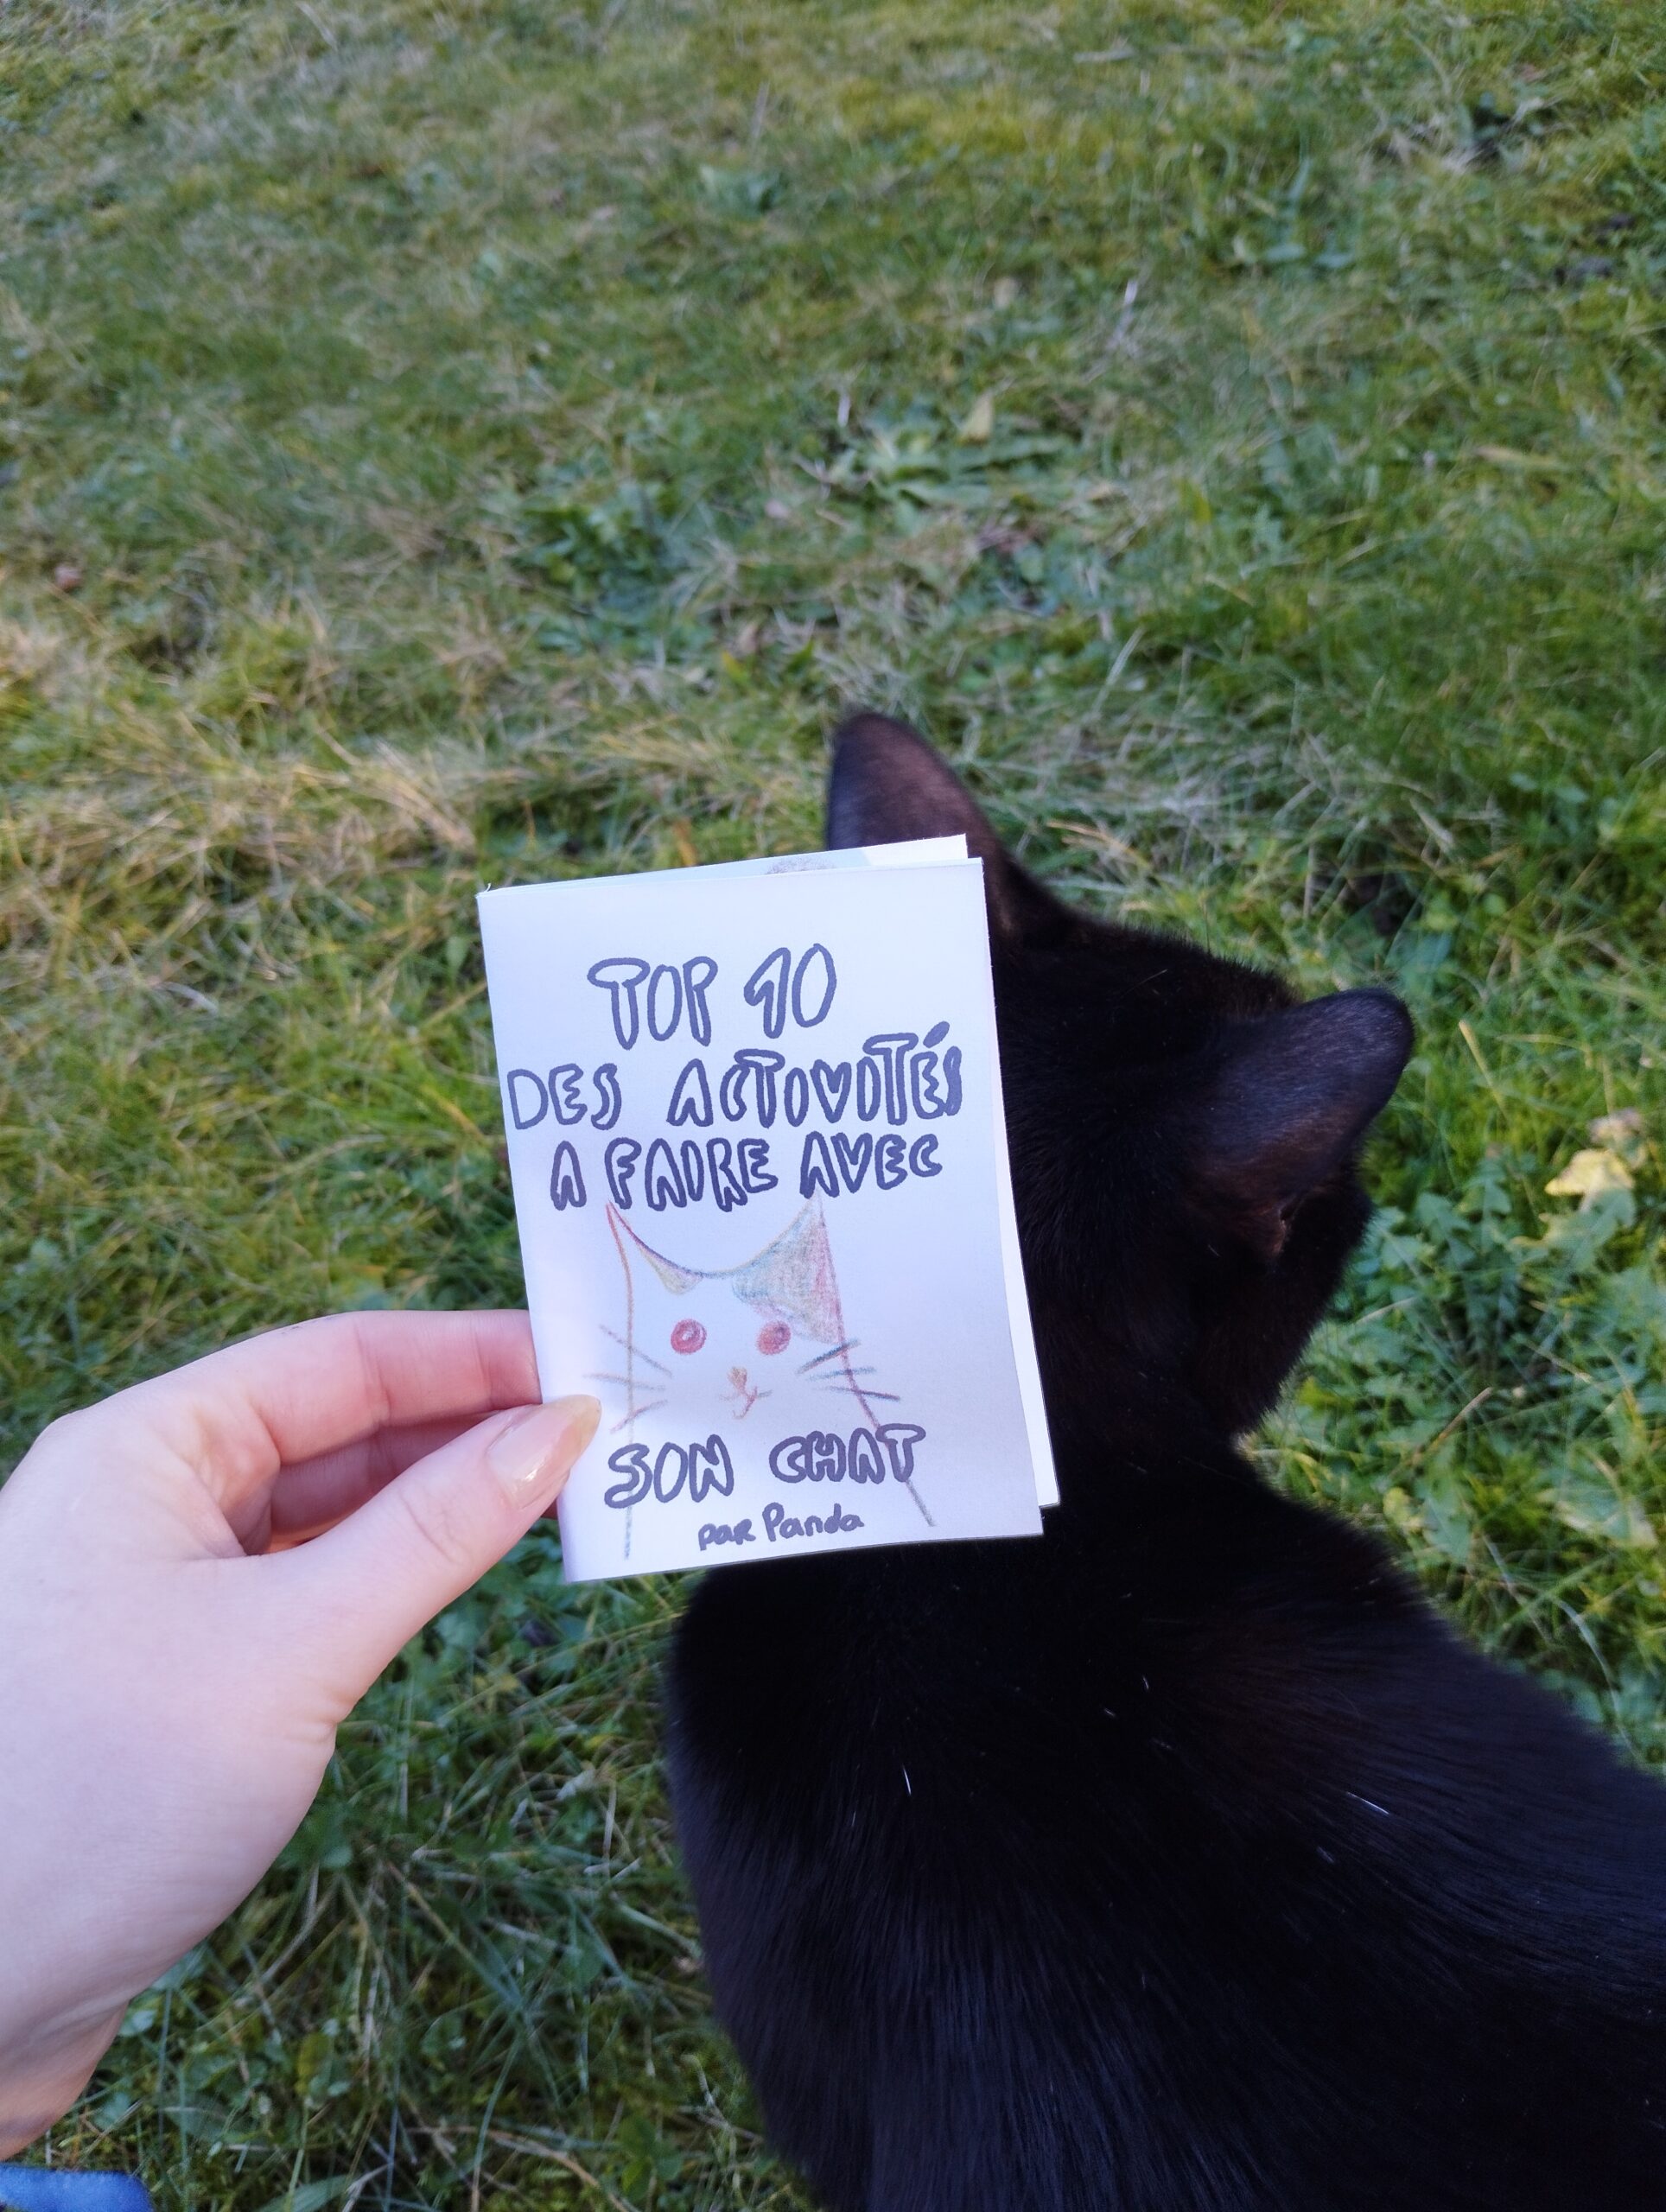 TOP 10
DES ACTIVITÉS
A FAIRE AVEC
SON CHAT
par Panda